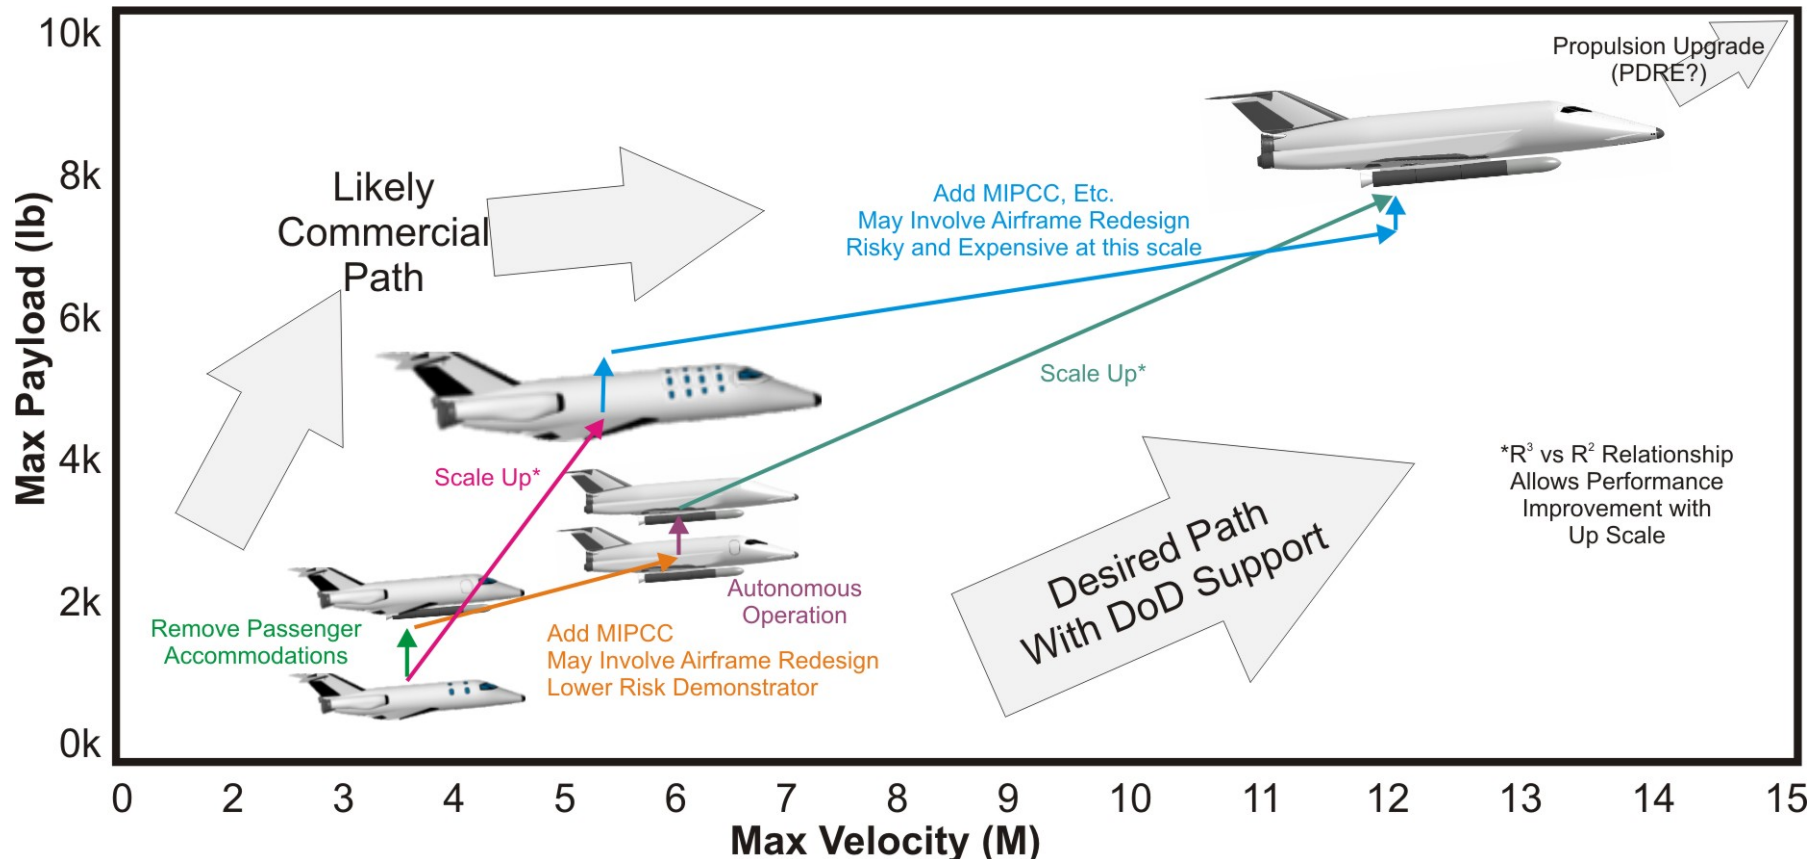 10k
Propulsion Upgrade
(PDRE?)
8k
Likely
Commercial
Path
Add MIPCC, Etc.
May Involve Airframe Redesign
Risky and Expensive at this scale
Max Payload (lb)
6k
Scale Up*
4k
Scale Up*
*R³ vs R² Relationship
Allows Performance
Improvement with
Up Scale
Desired Path
With DoD Support
2k
Autonomous
Operation
Remove Passenger
Accommodations
Add MIPCC
May Involve Airframe Redesign
Lower Risk Demonstrator
0k
0 2 3 4 5 6 7 8 9 10 11 12 13 14 15
Max Velocity (M)